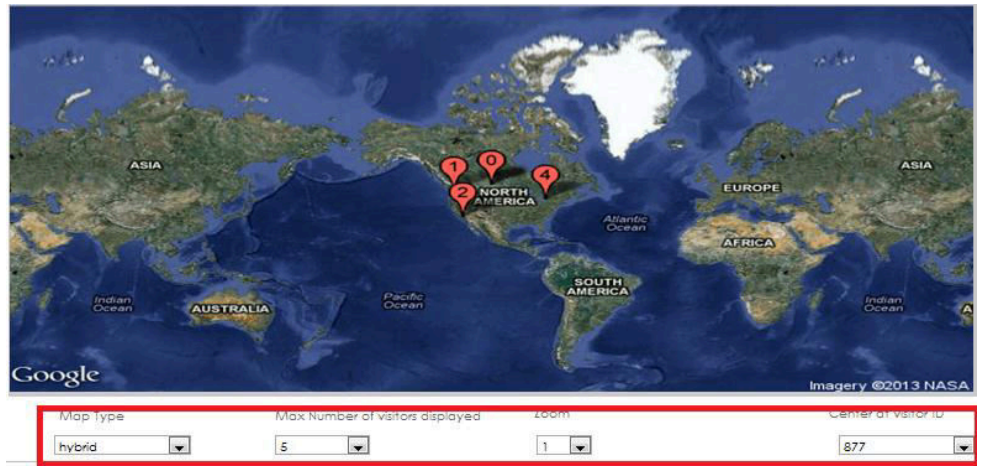 1
0
4
2
ASIA
NORTH
AMERICA
EUROPE
ASIA
Atlantic
Ocean
AFRICA
SOUTH
AMERICA
Indian
Ocean
AUSTRALIA
Pacific
Ocean
Indian
Ocean
A
Google
Imagery ©2013 NASA
Map Type Max Number of visitors displayed Zoom Center at Visitor ID
hybrid 5 1 877